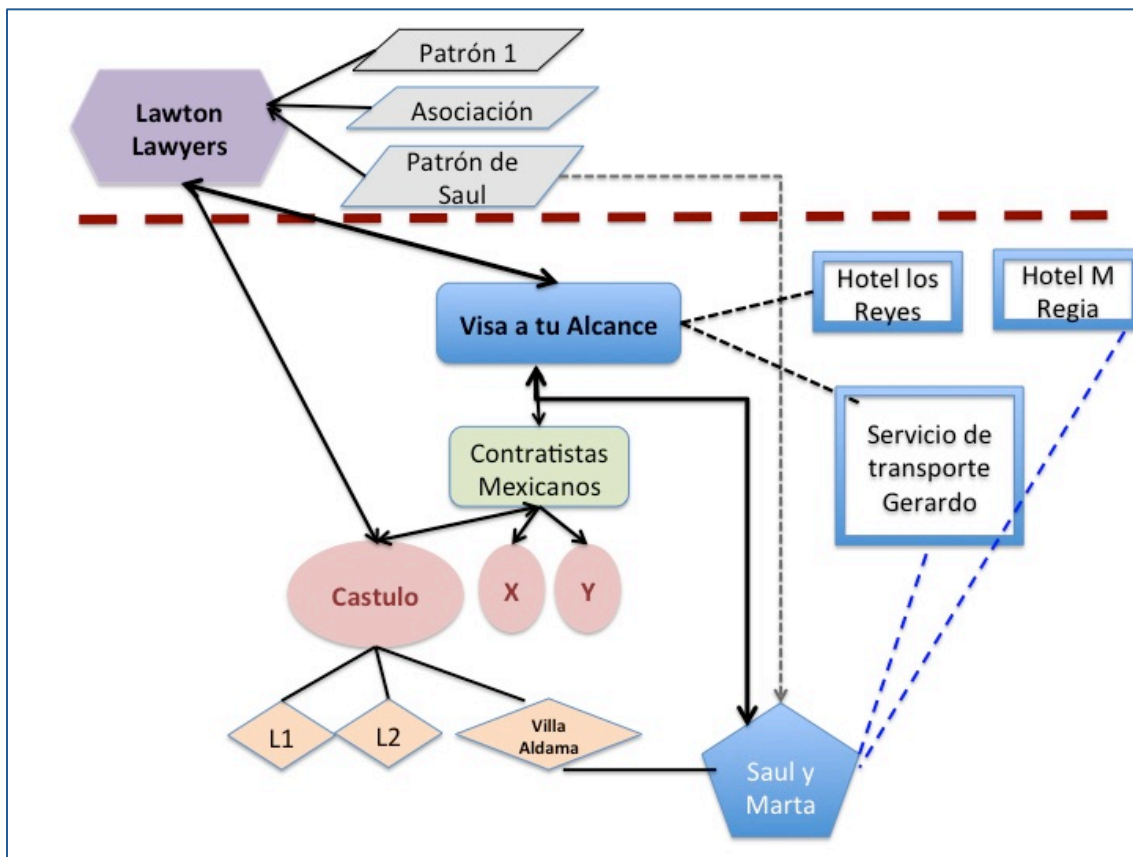 Patrón 1
Lawton
Lawyers
Asociación
Patrón de
Saul
Hotel los
Reyes
Hotel M
Regia
Visa a tu Alcance
Servicio de
transporte
Gerardo
Contratistas
Mexicanos
Castulo
X
Y
L1
L2
Villa
Aldama
Saul y
Marta